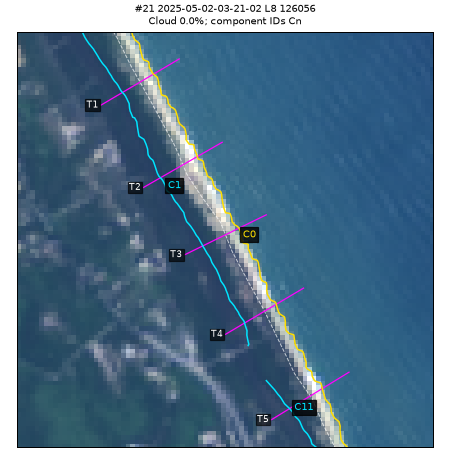 #21 2025-05-02-03-21-02 L8 126056
Cloud 0.0%; component IDs Cn
T1
T2
C1
C0
T3
T4
C11
T5